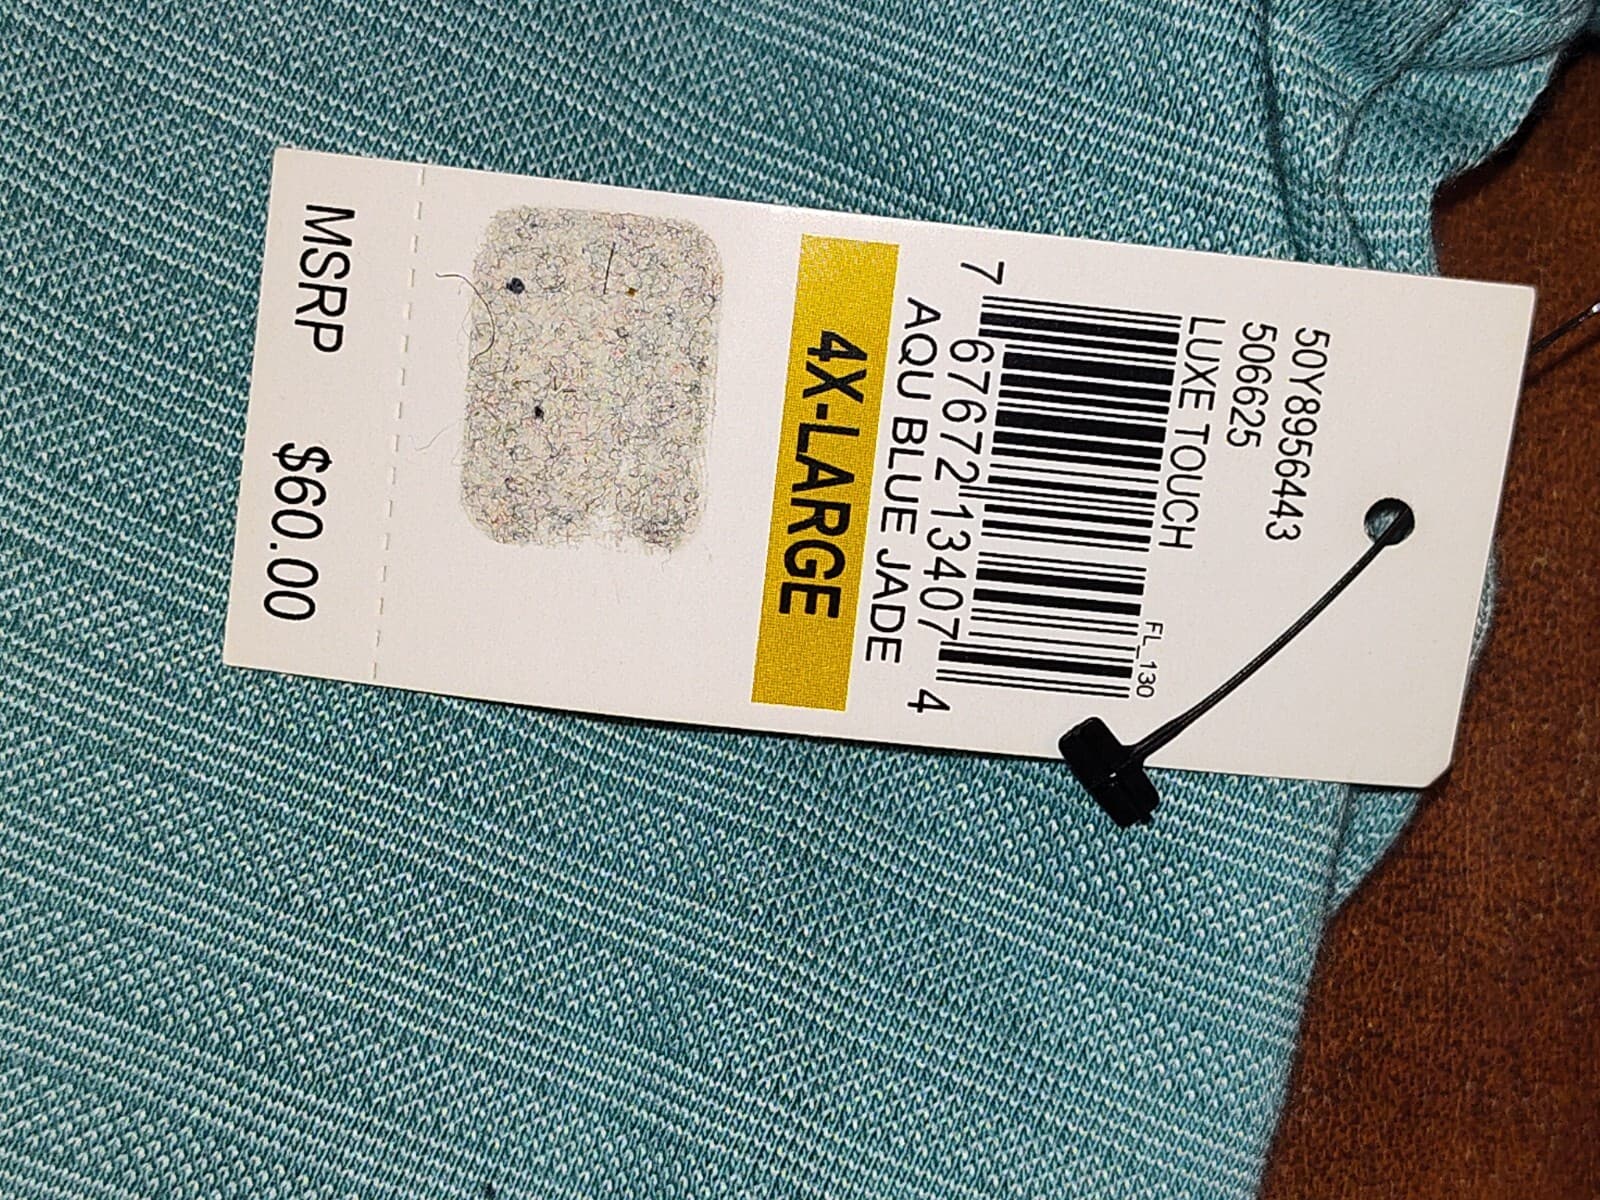 50Y8956443
506625
LUXE TOUCH
FL_130
7 67672 13407 4
AQU BLUE JADE
4X-LARGE
MSRP $60.00